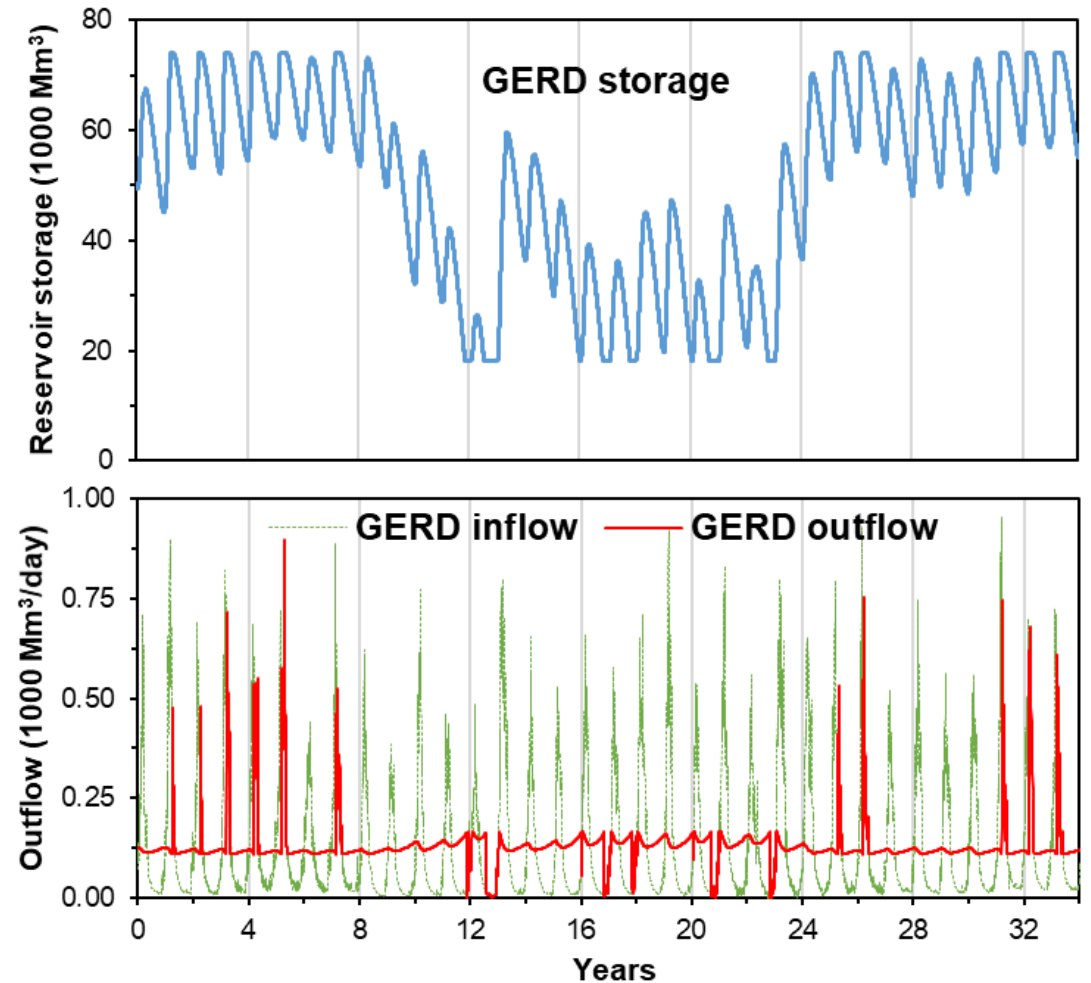 80
60
40
20
0
Reservoir storage (1000 Mm³)
GERD storage
1.00
0.75
0.50
0.25
0.00
Outflow (1000 Mm³/day)
GERD inflow GERD outflow
0 4 8 12 16 20 24 28 32
Years